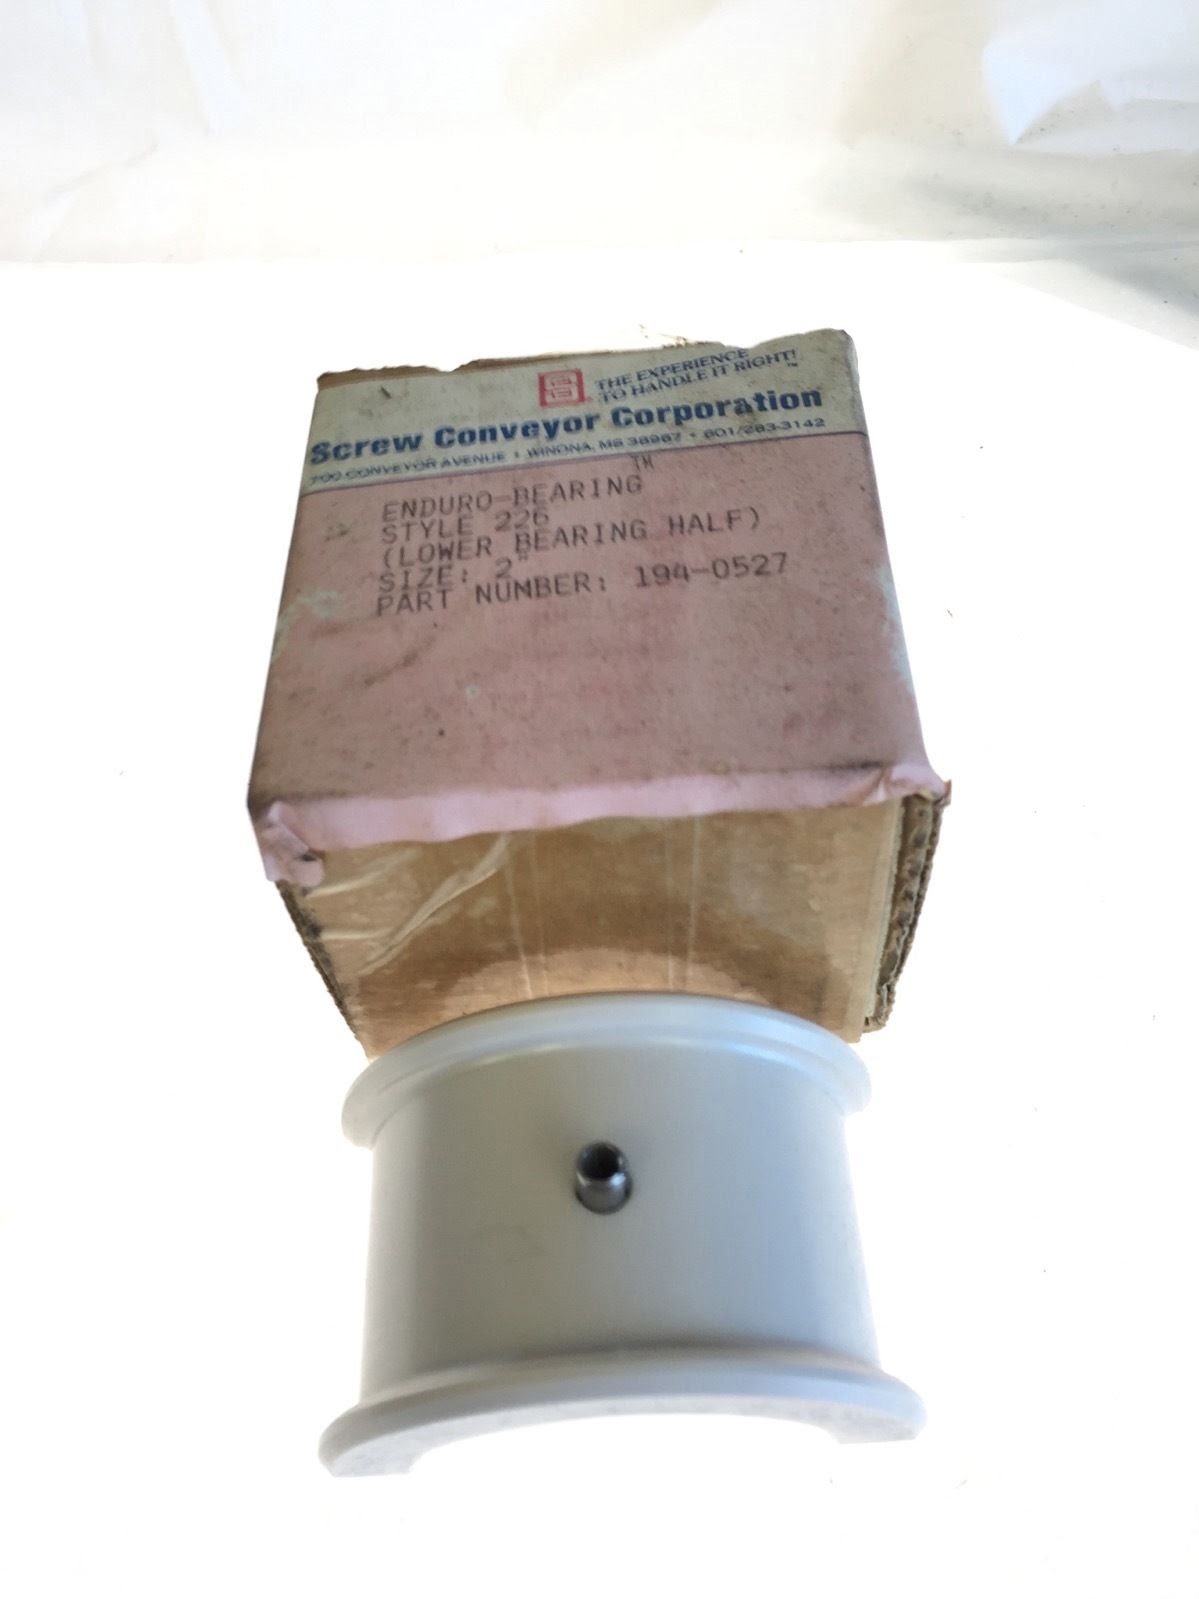 THE EXPERIENCE
TO HANDLE IT RIGHT!™
Screw Conveyor Corporation
700 CONVEYOR AVENUE • WINONA, MS 38967 • 601/283-3142
ENDURO-BEARING™
STYLE 226
(LOWER BEARING HALF)
SIZE: 2"
PART NUMBER: 194-0527